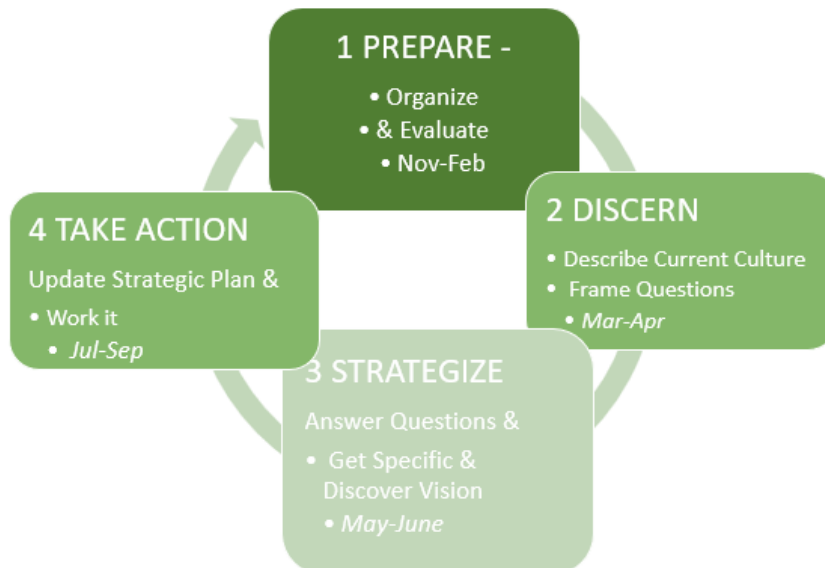 1 PREPARE -
• Organize
• & Evaluate
• Nov-Feb
2 DISCERN
• Describe Current Culture
• Frame Questions
• Mar-Apr
3 STRATEGIZE
Answer Questions &
• Get Specific &
Discover Vision
• May-June
4 TAKE ACTION
Update Strategic Plan &
• Work it
• Jul-Sep